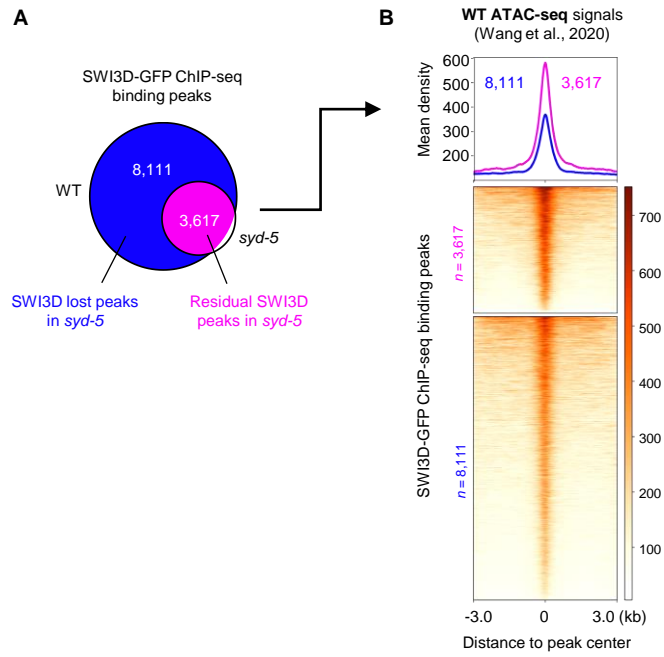 A
SWI3D-GFP ChIP-seq
binding peaks
WT
8,111
3,617
syd-5
SWI3D lost peaks
in syd-5
Residual SWI3D
peaks in syd-5
B
WT ATAC-seq signals
(Wang et al., 2020)
Mean density
600
500
400
300
200
8,111
3,617
SWI3D-GFP ChIP-seq binding peaks
n = 3,617
n = 8,111
700
600
500
400
300
200
100
-3.0 0 3.0 (kb)
Distance to peak center